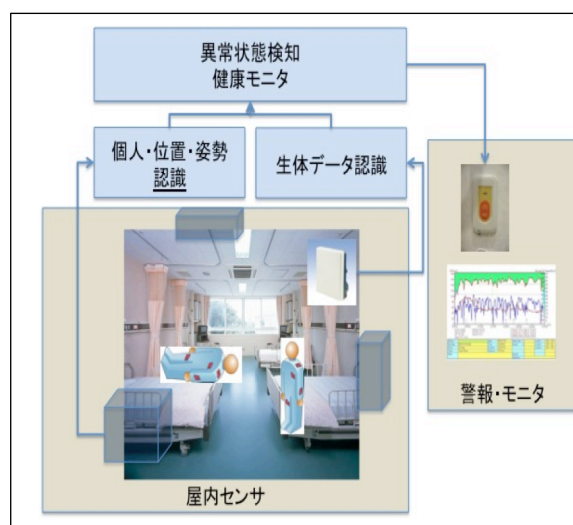 異常状態検知
健康モニタ
個人・位置・姿勢
認識
生体データ認識
警報・モニタ
屋内センサ